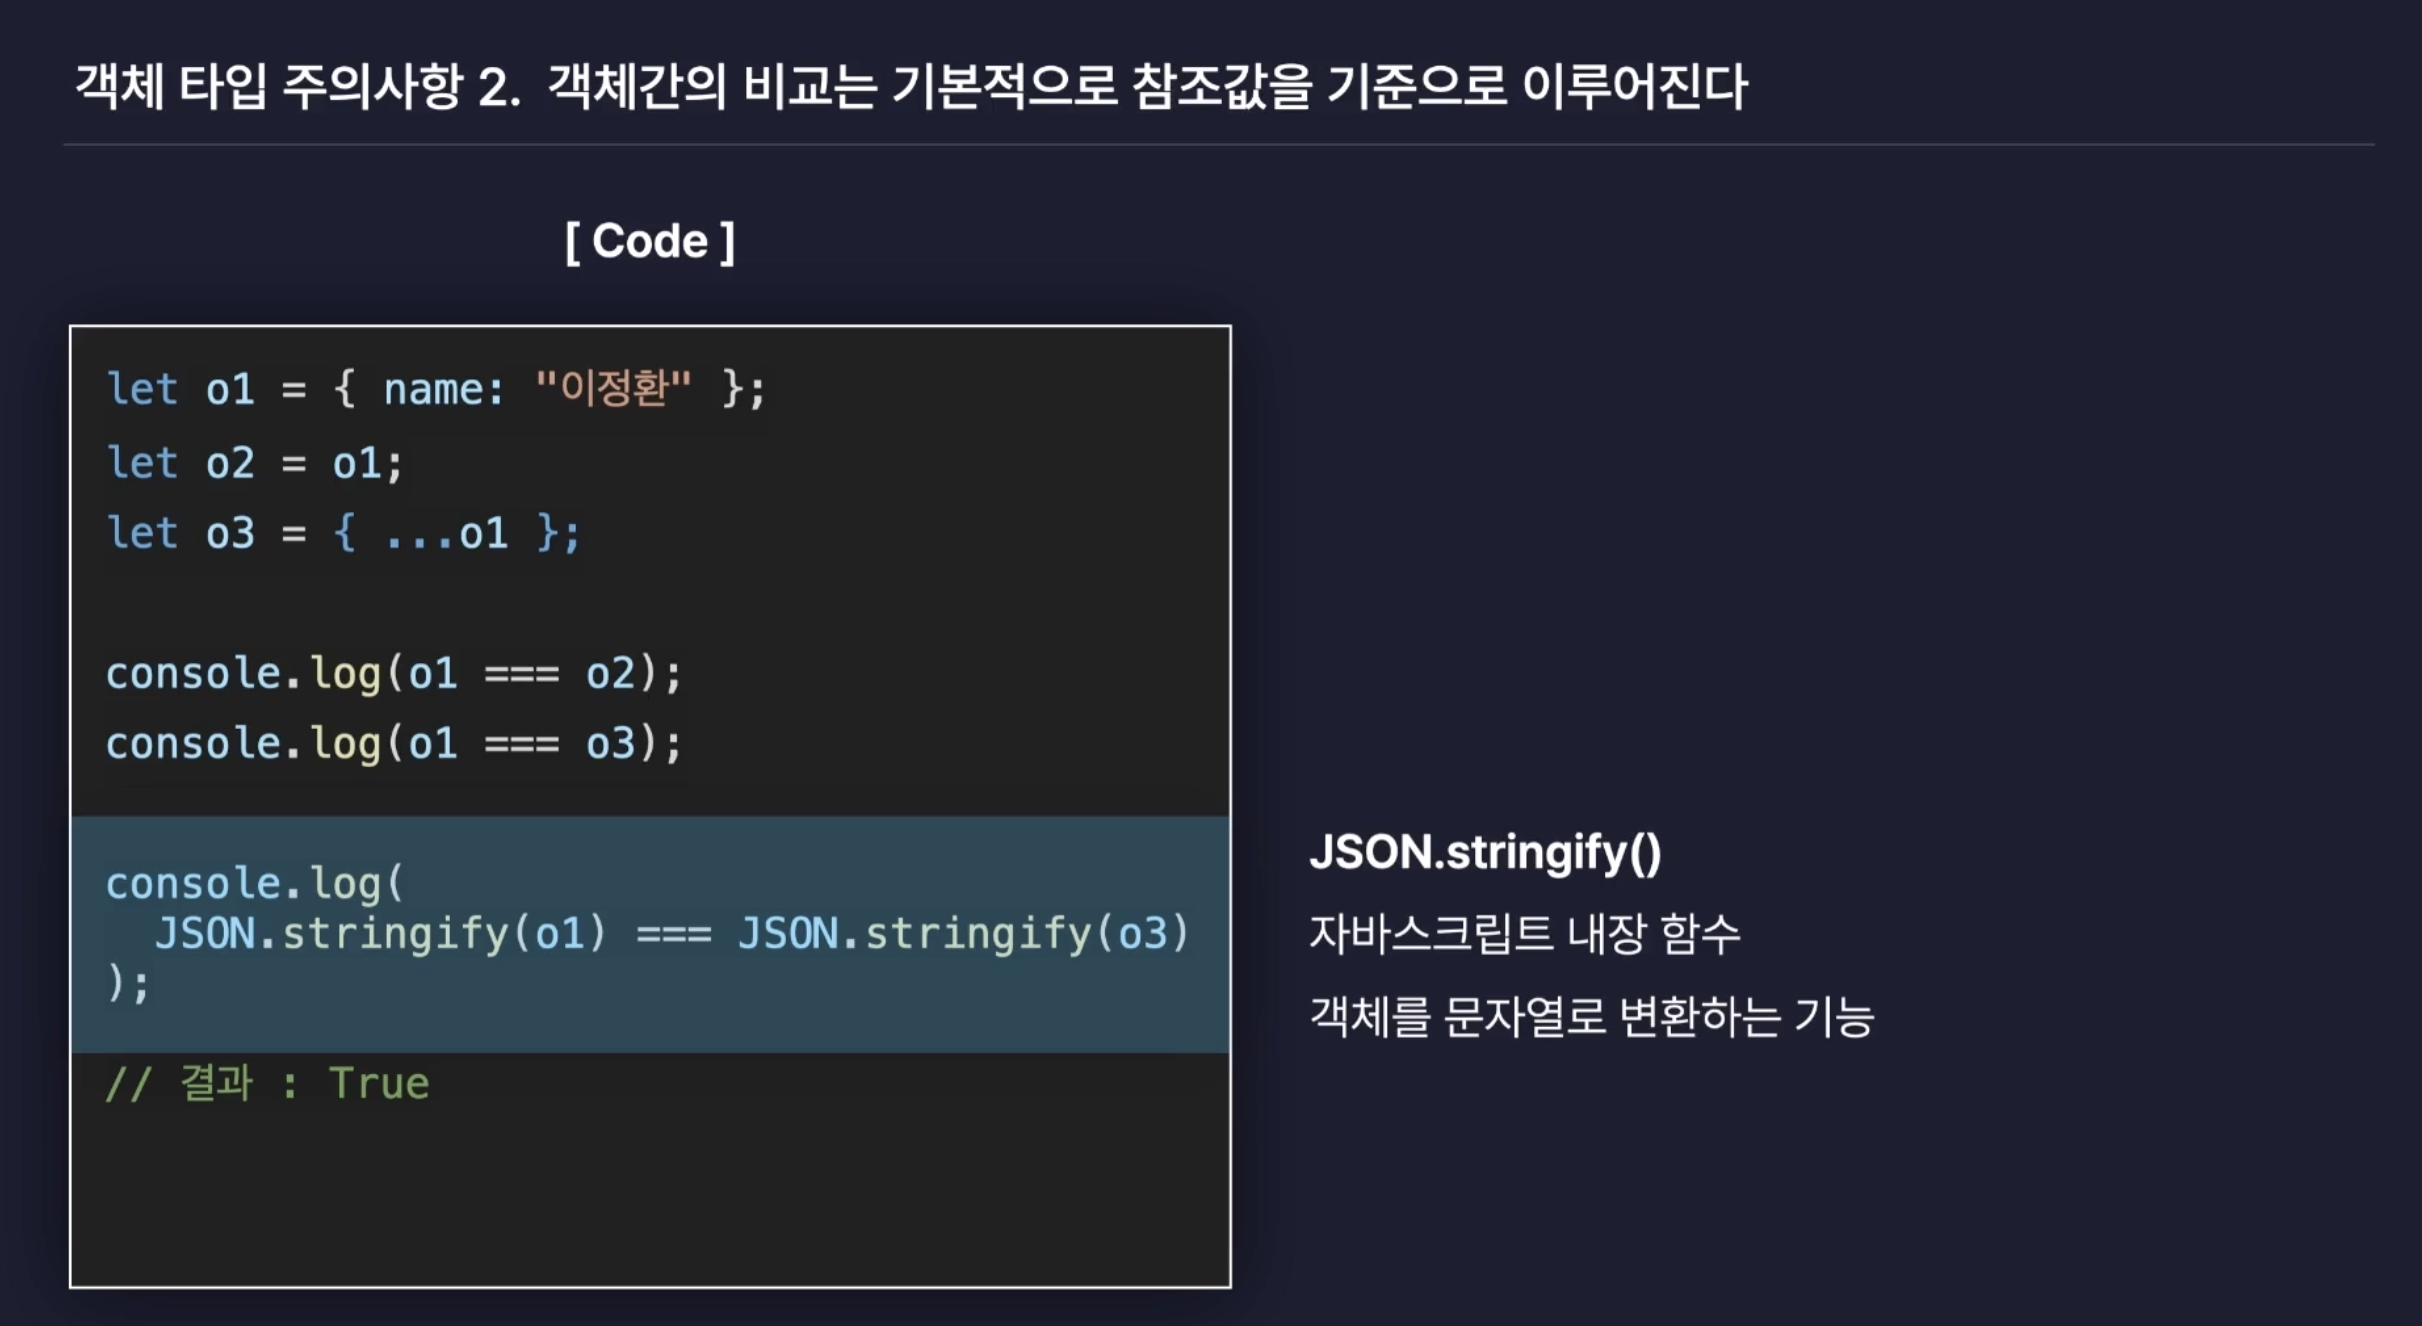 객체 타입 주의사항 2. 객체간의 비교는 기본적으로 참조값을 기준으로 이루어진다
[ Code ]
let o1 = { name: "이정환" };
let o2 = o1;
let o3 = { ...o1 };
console.log(o1 === o2);
console.log(o1 === o3);
console.log(
  JSON.stringify(o1) === JSON.stringify(o3)
);
// 결과 : True
JSON.stringify()
자바스크립트 내장 함수
객체를 문자열로 변환하는 기능